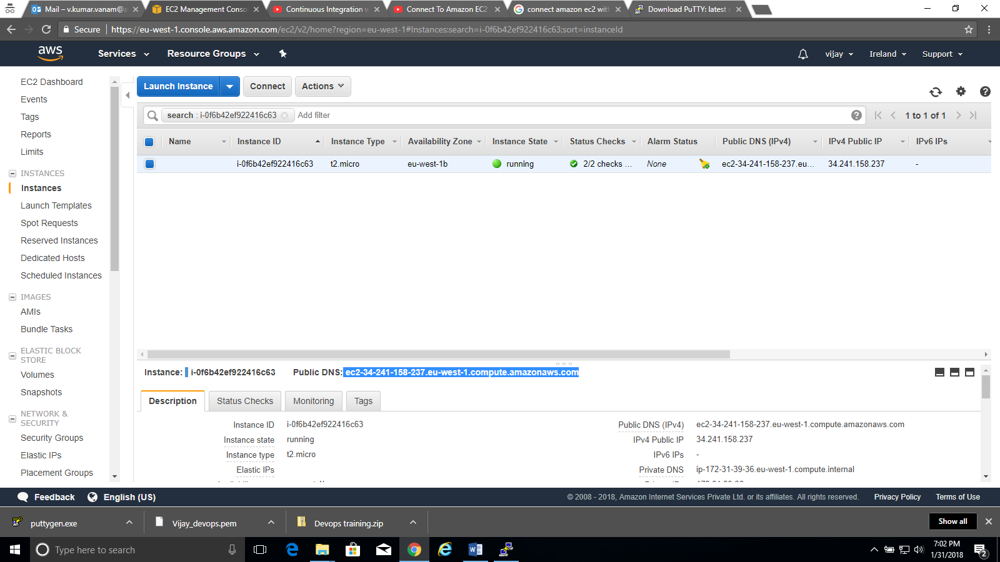 Mail – v.kumar.vanam@a
EC2 Management Conso
Continuous Integration w
Connect To Amazon EC2
connect amazon ec2 with
Download PuTTY: latest r
Secure | https://eu-west-1.console.aws.amazon.com/ec2/v2/home?region=eu-west-1#Instances:search=i-0f6b42ef922416c63;sort=instanceId
aws
Services
Resource Groups
vijay
Ireland
Support
EC2 Dashboard
Events
Tags
Reports
Limits
INSTANCES
Instances
Launch Templates
Spot Requests
Reserved Instances
Dedicated Hosts
Scheduled Instances
IMAGES
AMIs
Bundle Tasks
ELASTIC BLOCK
STORE
Volumes
Snapshots
NETWORK &
SECURITY
Security Groups
Elastic IPs
Placement Groups
Launch Instance
Connect
Actions
search : i-0f6b42ef922416c63
Add filter
1 to 1 of 1
Name Instance ID Instance Type Availability Zone Instance State Status Checks Alarm Status Public DNS (IPv4) IPv4 Public IP IPv6 IPs
i-0f6b42ef922416c63 t2.micro eu-west-1b running 2/2 checks ... None ec2-34-241-158-237.eu... 34.241.158.237 -
Instance: i-0f6b42ef922416c63 Public DNS: ec2-34-241-158-237.eu-west-1.compute.amazonaws.com
Description
Status Checks
Monitoring
Tags
Instance ID i-0f6b42ef922416c63
Instance state running
Instance type t2.micro
Elastic IPs
Public DNS (IPv4) ec2-34-241-158-237.eu-west-1.compute.amazonaws.com
IPv4 Public IP 34.241.158.237
IPv6 IPs -
Private DNS ip-172-31-39-36.eu-west-1.compute.internal
Feedback
English (US)
© 2008 - 2018, Amazon Internet Services Private Ltd. or its affiliates. All rights reserved.
Privacy Policy
Terms of Use
puttygen.exe
Vijay_devops.pem
Devops training.zip
Show all
Type here to search
7:02 PM
1/31/2018
2